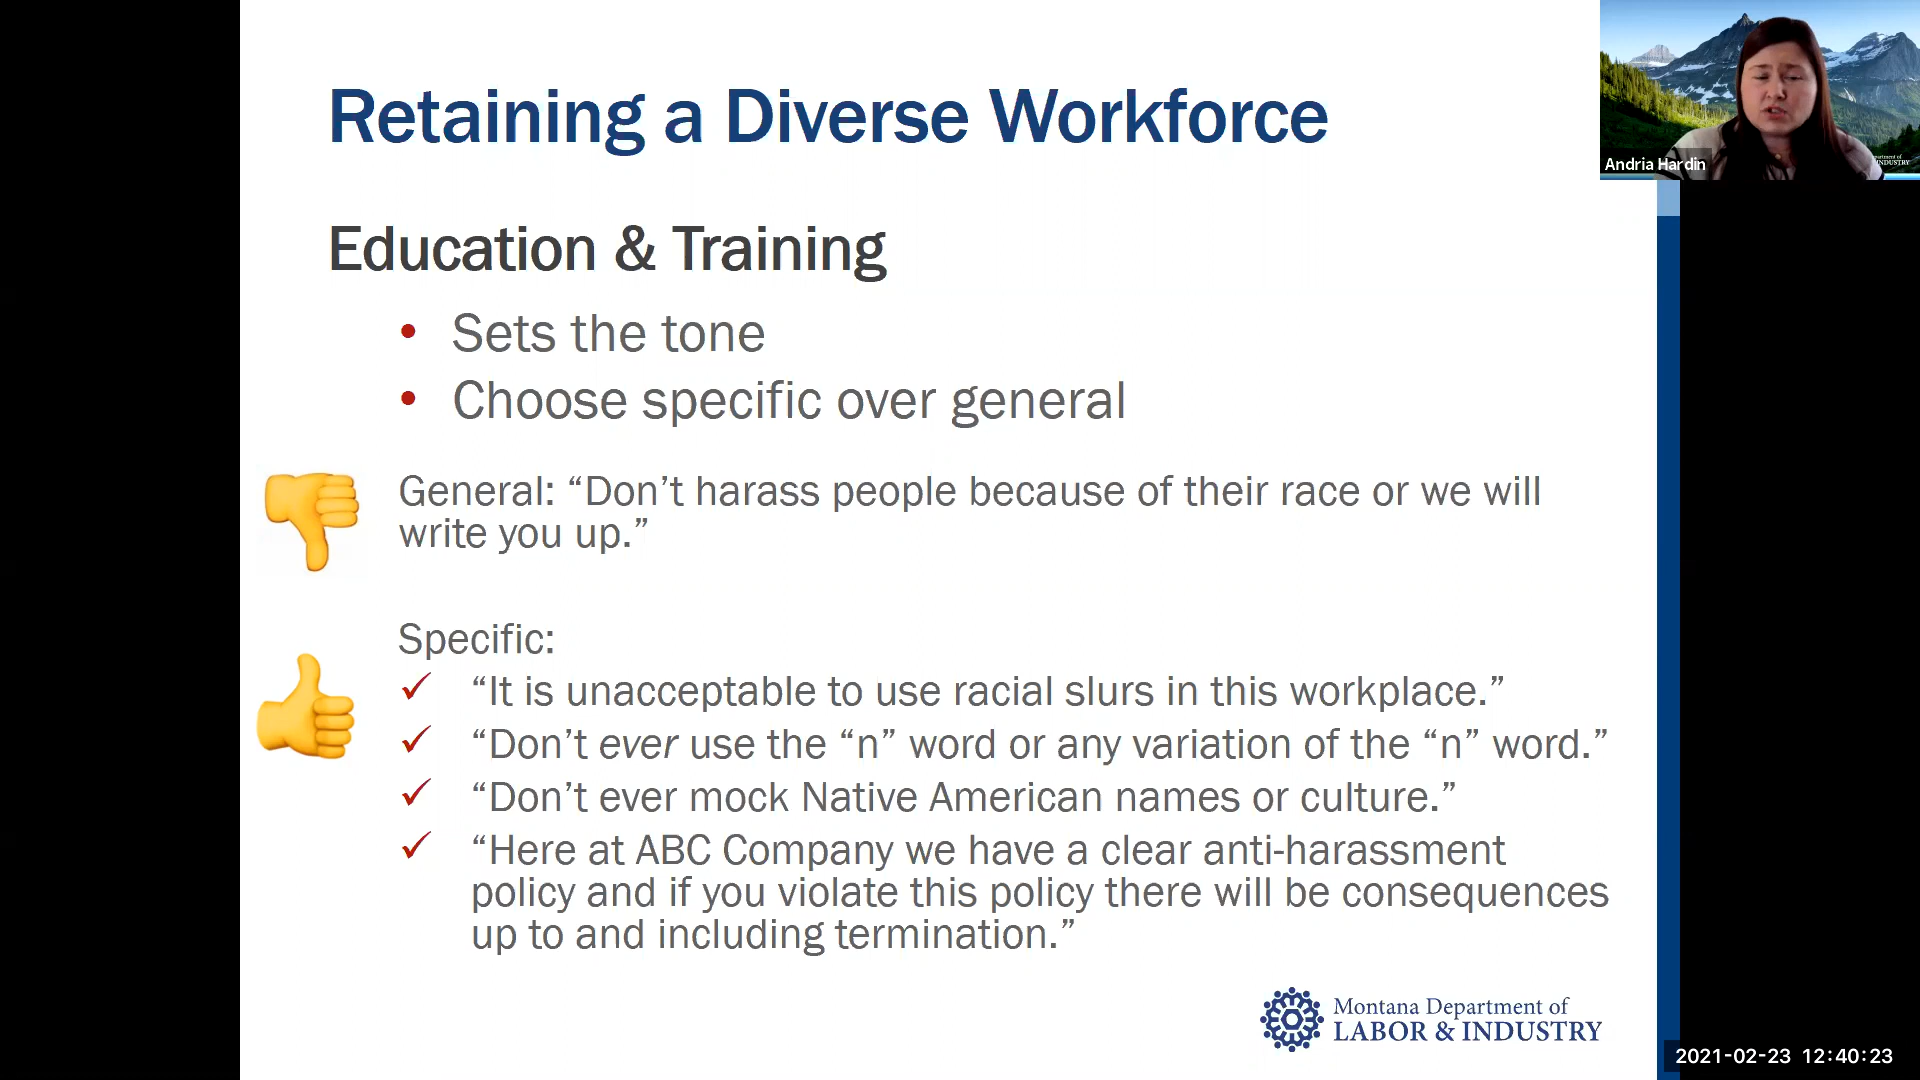 Retaining a Diverse Workforce
Andria Hardin
Education & Training
• Sets the tone
• Choose specific over general
General: “Don’t harass people because of their race or we will
write you up.”
Specific:
✓ “It is unacceptable to use racial slurs in this workplace.”
✓ “Don’t ever use the “n” word or any variation of the “n” word.”
✓ “Don’t ever mock Native American names or culture.”
✓ “Here at ABC Company we have a clear anti-harassment
policy and if you violate this policy there will be consequences
up to and including termination.”
Montana Department of
LABOR & INDUSTRY
2021-02-23 12:40:23